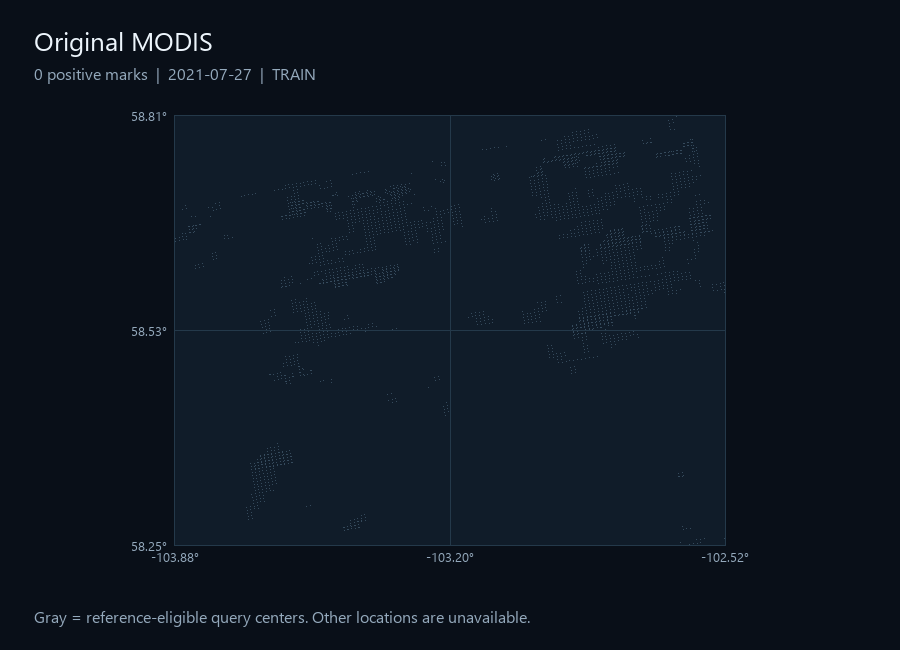 Original MODIS
0 positive marks | 2021-07-27 | TRAIN
58.81°
58.53°
58.25°
-103.88°
-103.20°
-102.52°
Gray = reference-eligible query centers. Other locations are unavailable.